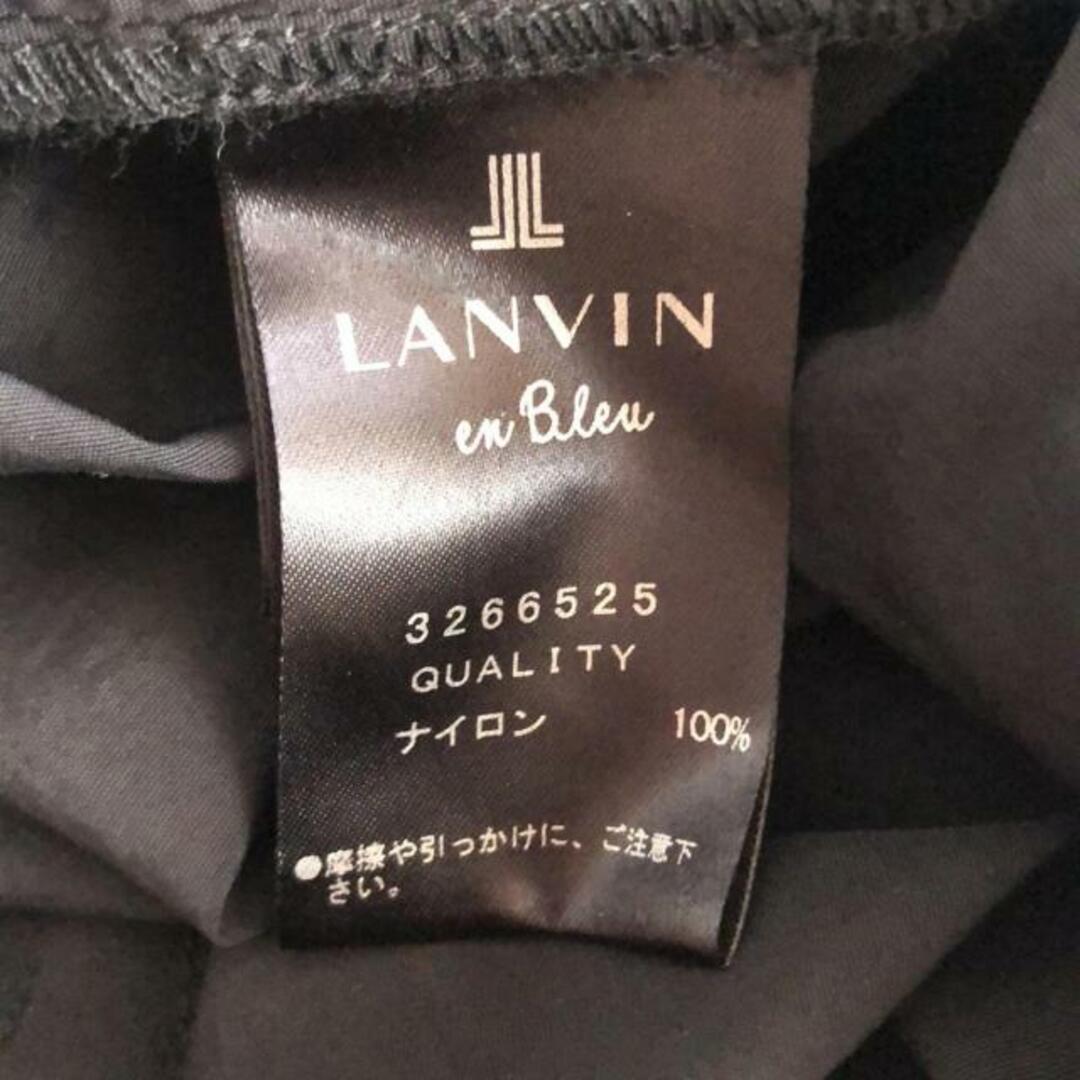 LANVIN
en Bleu
3266525
QUALITY
ナイロン 100%
●摩擦や引っかけに、ご注意下
さい。